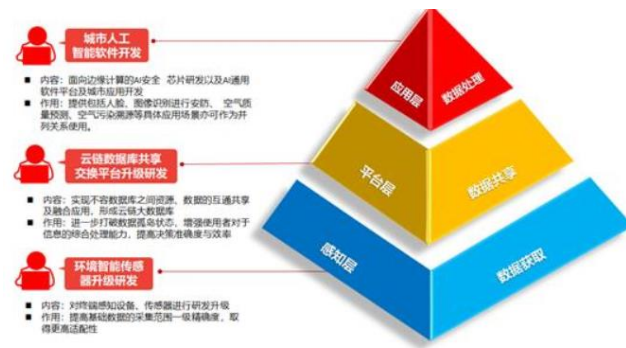 城市人工
智能软件开发
■ 内容：面向边缘计算的AI安全 芯片研发以及AI通用
软件平台及城市应用开发
■ 作用：提供包括人脸、图像识别进行安防、 空气质
量预测、空气污染溯源等具体应用场景亦可作为并
列关系使用。
云链数据库共享
交换平台升级研发
■ 内容：实现不容数据库之间资源、数据的互通共享
及融合应用，形成云链大数据库
■ 作用：进一步打破数据孤岛状态，增强使用者对于
信息的综合处理能力，提高决策准确度与效率
环境智能传感
器升级研发
■ 内容：对终端感知设备、传感器进行研发升级
■ 作用：提高基础数据的采集范围一级精确度，取
得更高适配性
应用层
数据处理
平台层
数据共享
感知层
数据获取